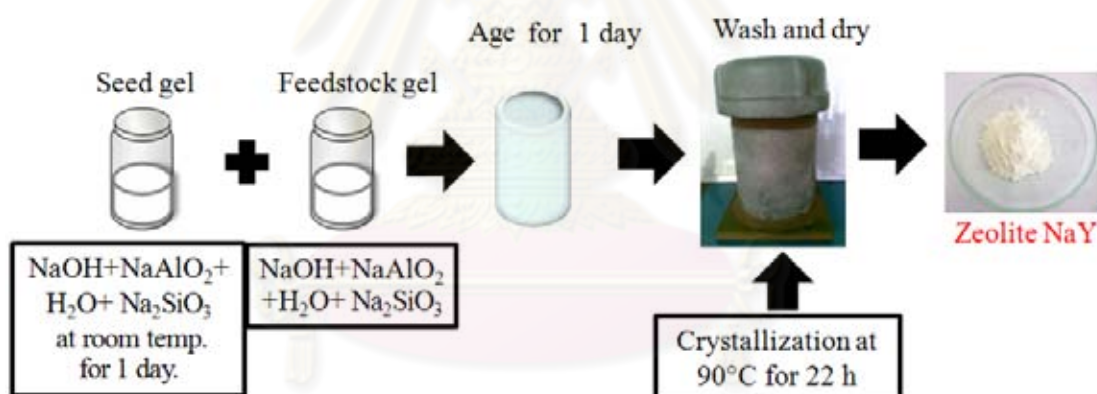 Age for 1 day
Wash and dry
Seed gel
Feedstock gel
Zeolite NaY
NaOH+NaAlO₂+
H₂O+ Na₂SiO₃
at room temp.
for 1 day.
NaOH+NaAlO₂
+H₂O+ Na₂SiO₃
Crystallization at
90°C for 22 h